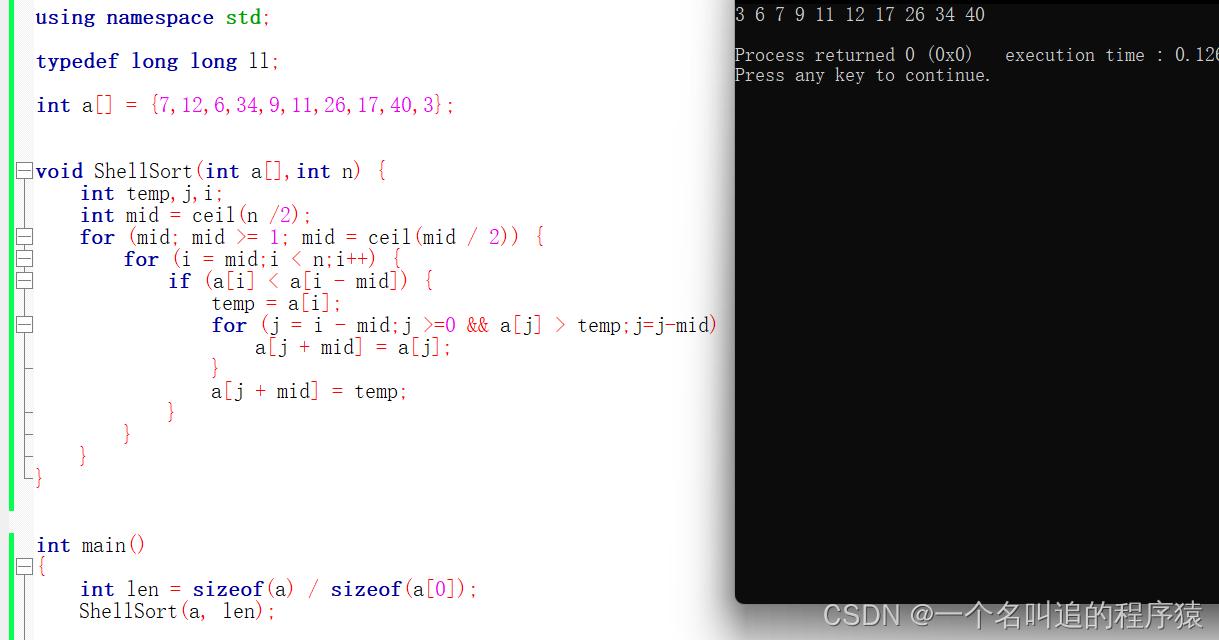 using namespace std;
typedef long long ll;
int a[] = {7,12,6,34,9,11,26,17,40,3};
void ShellSort(int a[],int n) {
int temp,j,i;
int mid = ceil(n /2);
for (mid; mid >= 1; mid = ceil(mid / 2)) {
for (i = mid;i < n;i++) {
if (a[i] < a[i - mid]) {
temp = a[i];
for (j = i - mid;j >=0 && a[j] > temp;j=j-mid)
a[j + mid] = a[j];
}
a[j + mid] = temp;
}
}
}
}
int main()
{
int len = sizeof(a) / sizeof(a[0]);
ShellSort(a, len);
3 6 7 9 11 12 17 26 34 40
Process returned 0 (0x0) execution time : 0.126
Press any key to continue.
CSDN @一个名叫追的程序猿